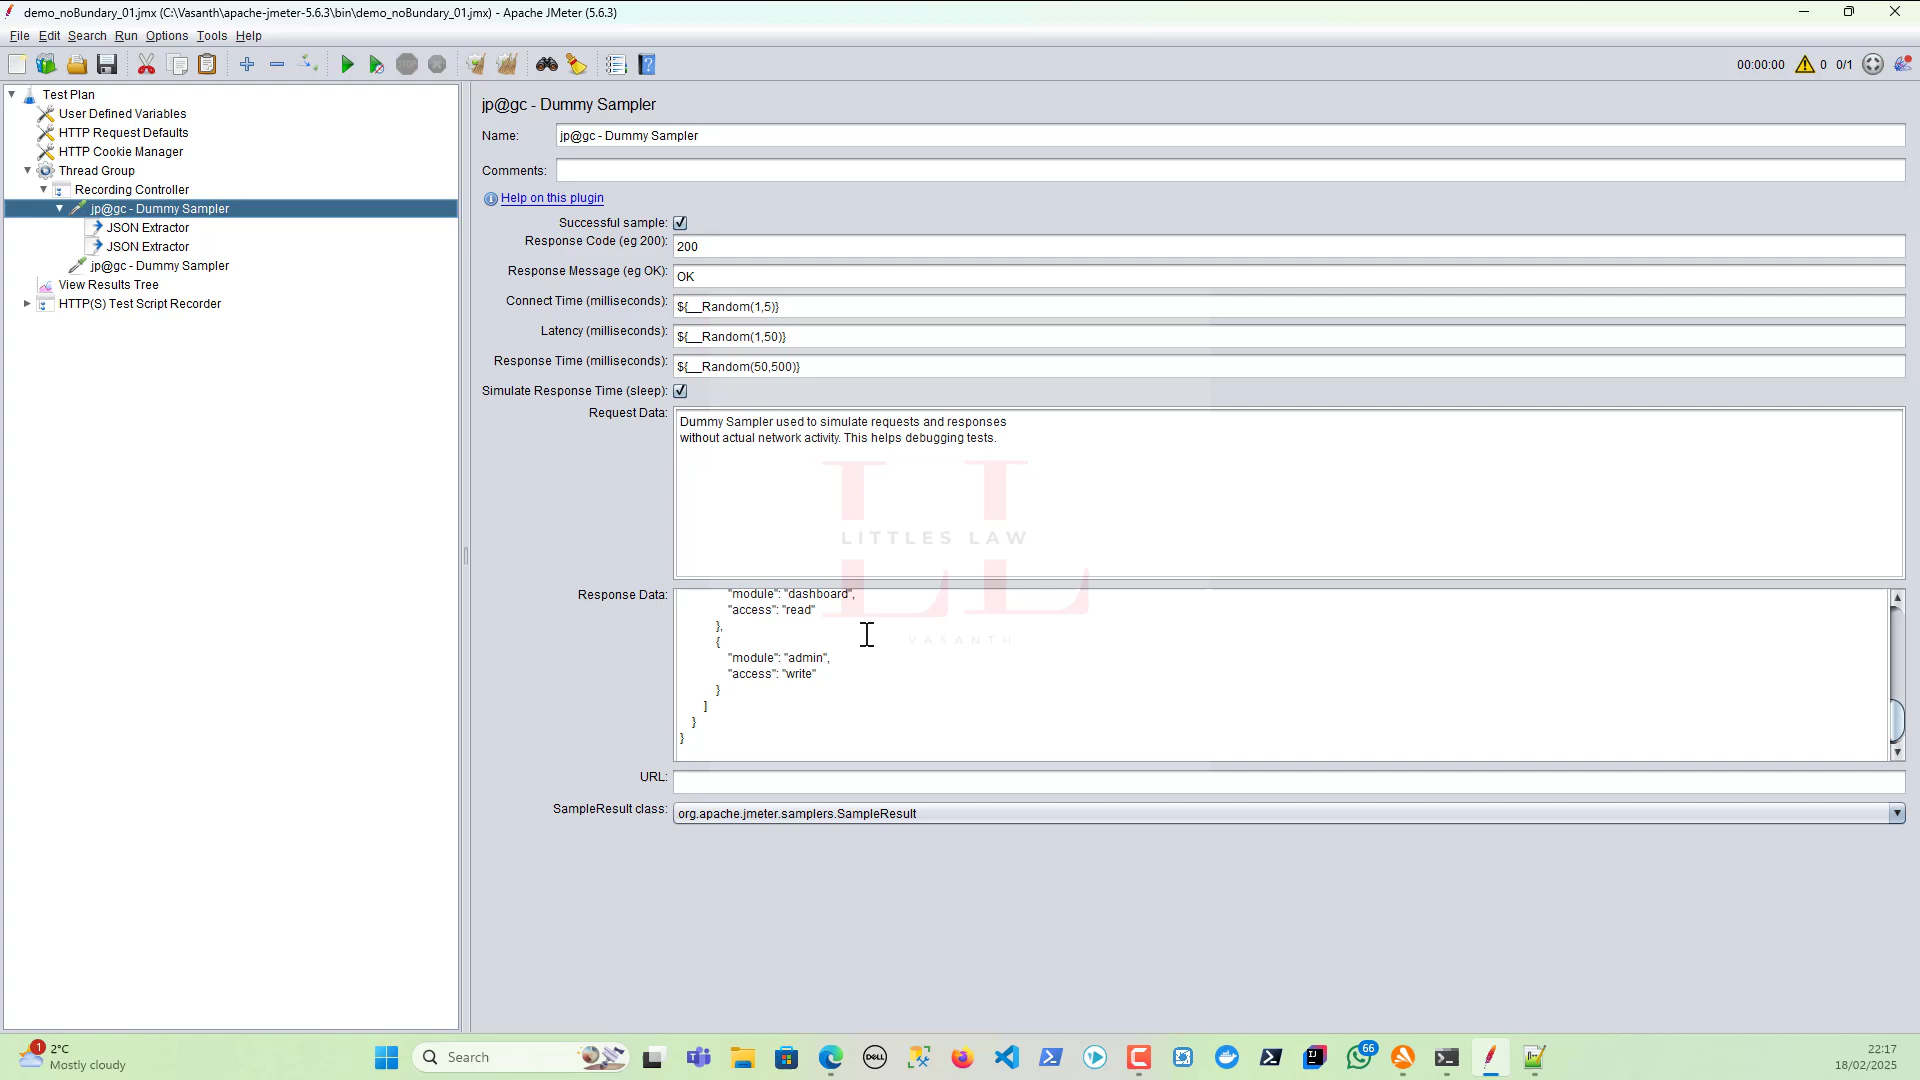 demo_noBundary_01.jmx (C:\Vasanth\apache-jmeter-5.6.3\bin\demo_noBundary_01.jmx) - Apache JMeter (5.6.3)
File Edit Search Run Options Tools Help
00:00:00 0 0/1
Test Plan
User Defined Variables
HTTP Request Defaults
HTTP Cookie Manager
Thread Group
Recording Controller
jp@gc - Dummy Sampler
JSON Extractor
JSON Extractor
jp@gc - Dummy Sampler
View Results Tree
HTTP(S) Test Script Recorder
jp@gc - Dummy Sampler
Name: jp@gc - Dummy Sampler
Comments:
Help on this plugin
Successful sample:
Response Code (eg 200): 200
Response Message (eg OK): OK
Connect Time (milliseconds): ${__Random(1,5)}
Latency (milliseconds): ${__Random(1,50)}
Response Time (milliseconds): ${__Random(50,500)}
Simulate Response Time (sleep):
Request Data: Dummy Sampler used to simulate requests and responses
without actual network activity. This helps debugging tests.
LITTLES LAW
VASANTH
Response Data: "module": "dashboard",
"access": "read"
},
{
"module": "admin",
"access": "write"
}
]
}
}
URL:
SampleResult class: org.apache.jmeter.samplers.SampleResult
1 2°C
Mostly cloudy
Search
DELL
66
22:17
18/02/2025